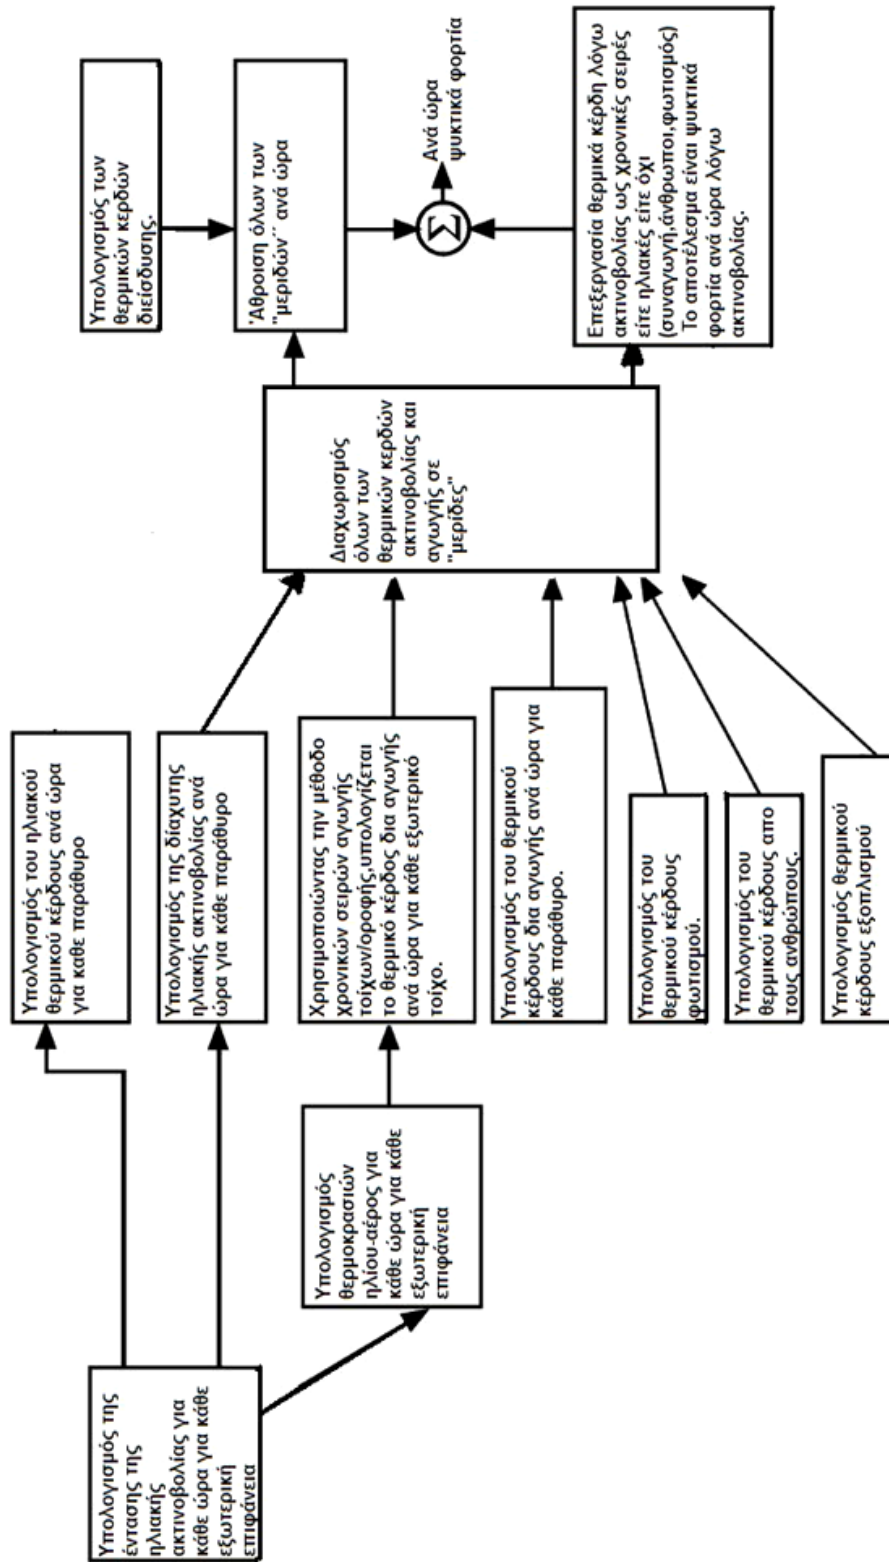 Υπολογισμός της
έντασης της
ηλιακής
ακτινοβολίας για
κάθε ώρα για κάθε
εξωτερική
επιφάνεια
Υπολογισμός
θερμοκρασιών
ηλίου-αέρος για
κάθε ώρα για κάθε
εξωτερική
επιφάνεια
Υπολογισμός του ηλιακού
θερμικού κέρδους ανά ώρα
για καθε παράθυρο
Υπολογισμός της δίαχυτης
ηλιακής ακτινοβολίας ανά
ώρα για κάθε παράθυρο
Χρησιμοποιώντας την μέθοδο
χρονικών σειρών αγωγής
τοίχων/οροφής,υπολογίζεται
το θερμικό κέρδος δια αγωγής
ανά ώρα για κάθε εξωτερικό
τοίχο.
Υπολογισμός του θερμικού
κέρδους δια αγωγής ανά ώρα για
κάθε παράθυρο.
Υπολογισμός του
θερμικού κέρδους
φωτισμού.
Υπολογισμός του
θερμικού κέρδους απο
τους ανθρώπους.
Υπολογισμός θερμικού
κέρδους εξοπλισμού
Διαχωρισμός
όλων των
θερμικών κερδών
ακτινοβολίας και
αγωγής σε
"μερίδες"
Υπολογισμός των
θερμικών κερδών
διείσδυσης.
Άθροιση όλων των
"μεριδών¨ ανά ώρα
Σ
Ανά ώρα
ψυκτικά φορτία
Επεξεργασία θερμικά κέρδη λόγω
ακτινοβολίας ως χρονικές σειρές
είτε ηλιακές είτε όχι
(συναγωγή,άνθρωποι,φωτισμός)
Το αποτέλεσμα είναι ψυκτικά
φορτία ανά ώρα λόγω
ακτινοβολίας.